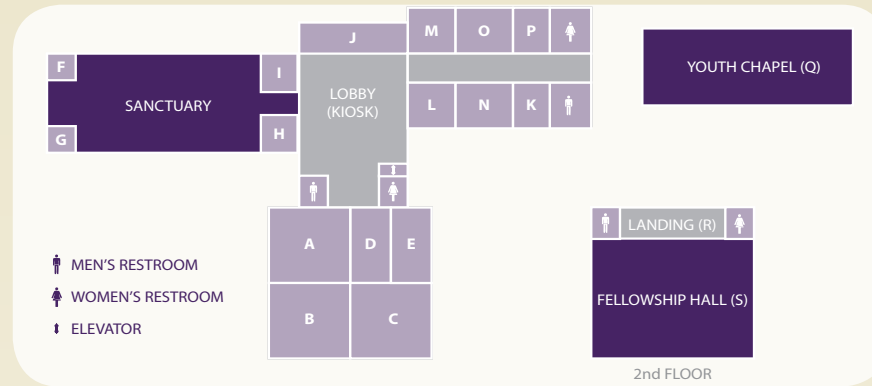 J
M
O
P
F
I
LOBBY
(KIOSK)
SANCTUARY
YOUTH CHAPEL (Q)
L
N
K
G
H
A
D
E
LANDING (R)
MEN'S RESTROOM
WOMEN'S RESTROOM
ELEVATOR
B
C
FELLOWSHIP HALL (S)
2nd FLOOR